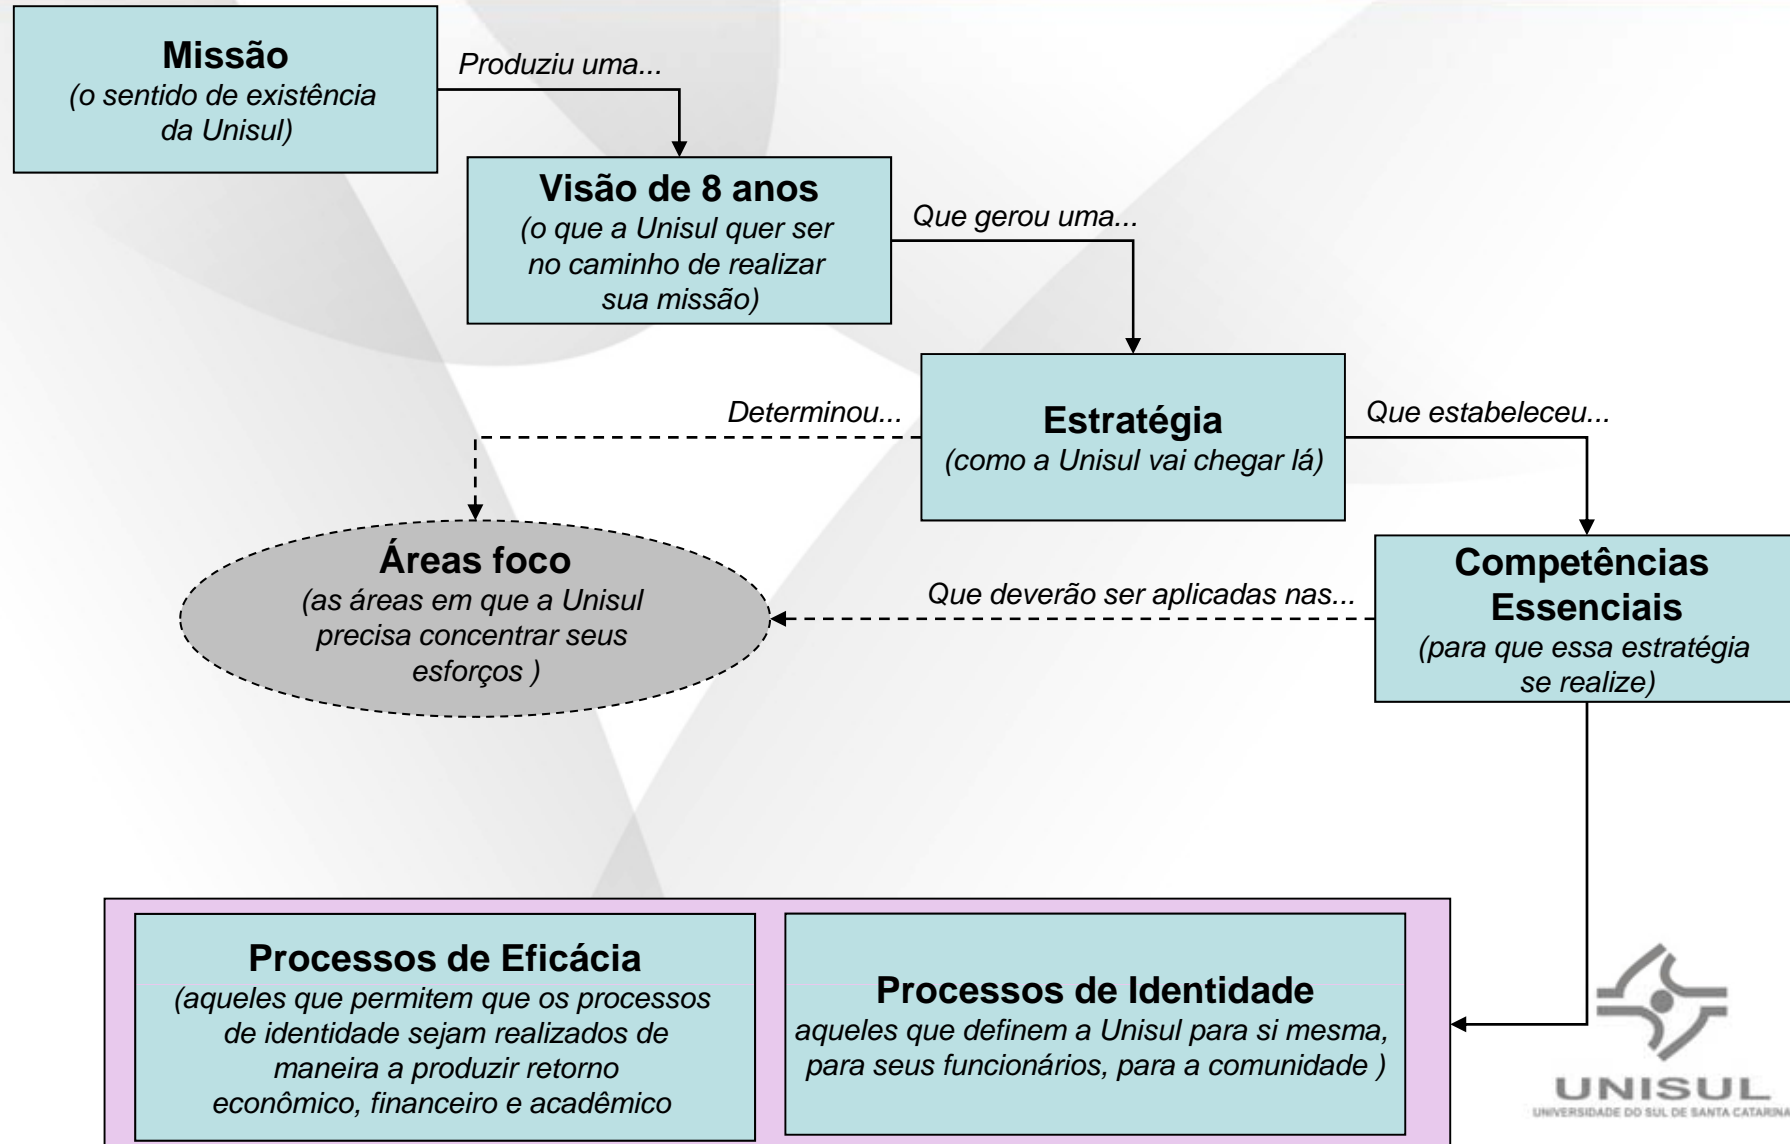 Missão
(o sentido de existência
da Unisul)
Produziu uma...
Visão de 8 anos
(o que a Unisul quer ser
no caminho de realizar
sua missão)
Que gerou uma...
Estratégia
(como a Unisul vai chegar lá)
Determinou...
Que estabeleceu...
Áreas foco
(as áreas em que a Unisul
precisa concentrar seus
esforços )
Que deverão ser aplicadas nas...
Competências
Essenciais
(para que essa estratégia
se realize)
Processos de Eficácia
(aqueles que permitem que os processos
de identidade sejam realizados de
maneira a produzir retorno
econômico, financeiro e acadêmico
Processos de Identidade
aqueles que definem a Unisul para si mesma,
para seus funcionários, para a comunidade )
UNISUL
UNIVERSIDADE DO SUL DE SANTA CATARINA